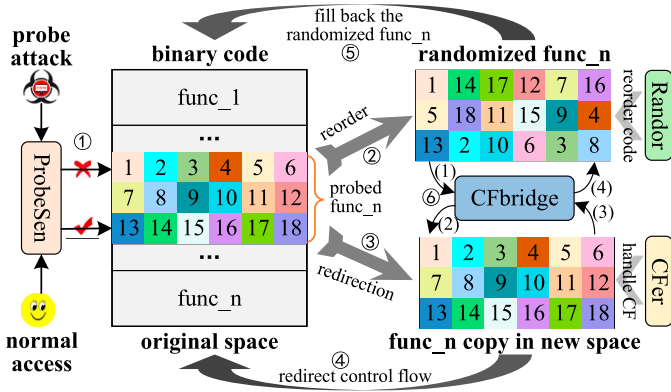 probe
attack
binary code
fill back the
randomized func_n
⑤
randomized func_n
func_1
...
ProbeSen
①
1 2 3 4 5 6
7 8 9 10 11 12
13 14 15 16 17 18
probed
func_n
...
func_n
normal
access
original space
reorder
②
③
redirection
1 14 17 12 7 16
5 18 11 15 9 4
13 2 10 6 3 8
reorder code
Randor
(1)
(4)
⑥
CFbridge
(2)
(3)
1 2 3 4 5 6
7 8 9 10 11 12
13 14 15 16 17 18
handle CF
CFer
func_n copy in new space
④
redirect control flow